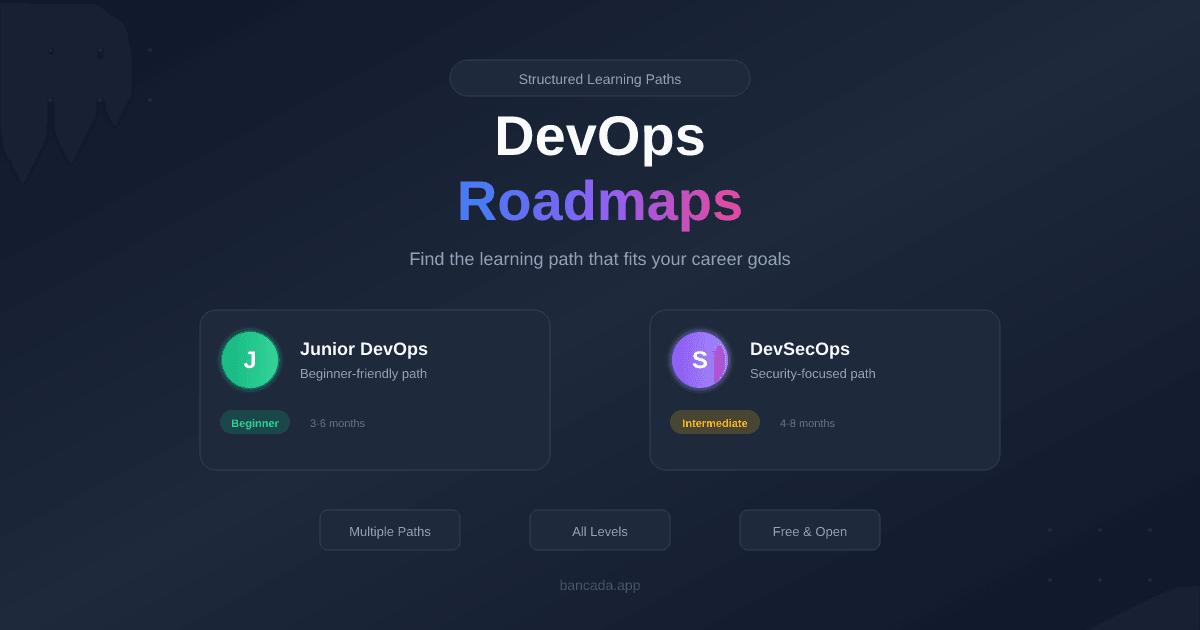 Structured Learning Paths
DevOps
Roadmaps
Find the learning path that fits your career goals
J
Junior DevOps
Beginner-friendly path
Beginner
3-6 months
S
DevSecOps
Security-focused path
Intermediate
4-8 months
Multiple Paths
All Levels
Free & Open
bancada.app